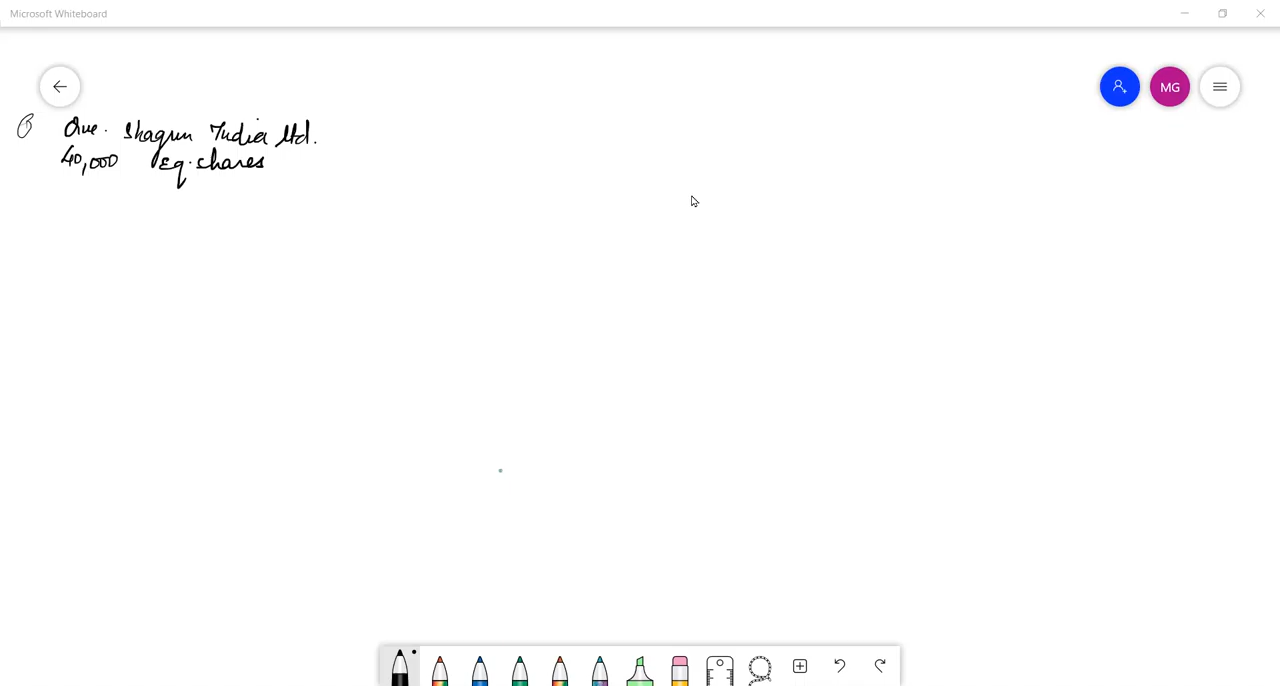 Microsoft Whiteboard
MG
Que. Shagun India Ltd.
40,000 Eq. shares